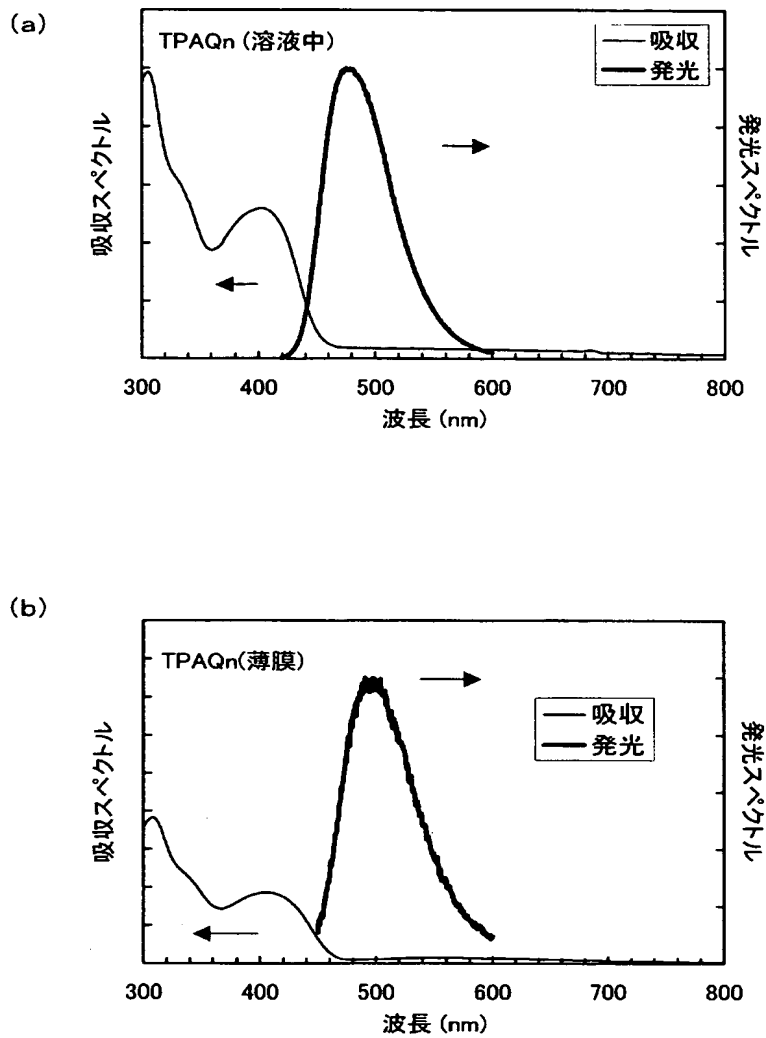 (a)
TPAQn (溶液中)
吸収
発光
吸収スペクトル
発光スペクトル
300 400 500 600 700 800
波長 (nm)
(b)
TPAQn(薄膜)
吸収
発光
吸収スペクトル
発光スペクトル
300 400 500 600 700 800
波長 (nm)